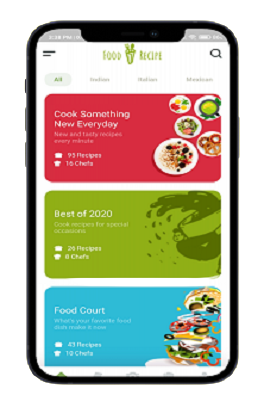 FOOD RECIPE
All Indian Italian Mexican
Cook Something
New Everyday
New and tasty recipes
every minute
95 Recipes
16 Chefs
Best of 2020
Cook recipes for special
occasions
26 Recipes
6 Chefs
Food Court
What's your favorite food
dish make it now
43 Recipes
10 Chefs